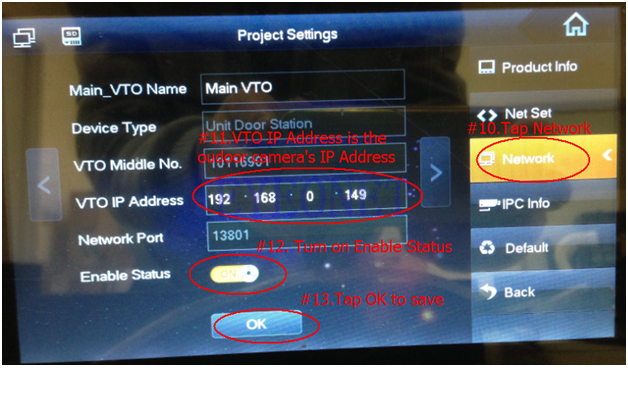 SD
Project Settings
Main_VTO Name
Main VTO
Device Type
Unit Door Station
#11.VTO IP Address is the
oudoor camera's IP Address
VTO Middle No.
10116901
VTO IP Address
192 . 168 . 0 . 149
Network Port
13801
#12. Turn on Enable Status
Enable Status
ON
#13.Tap OK to save
OK
Product Info
Net Set
#10.Tap Network
Network
IPC Info
Default
Back